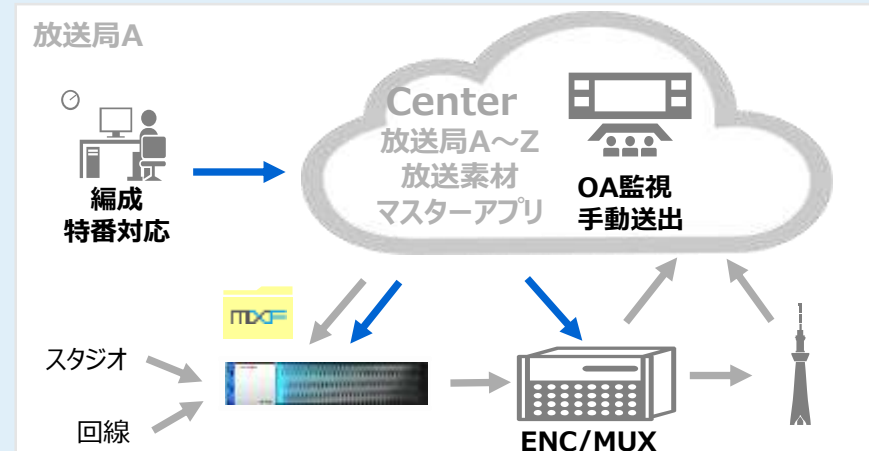 放送局A
Center
放送局A～Z
放送素材
マスターアプリ
OA監視
手動送出
編成
特番対応
MXF
スタジオ
回線
ENC/MUX